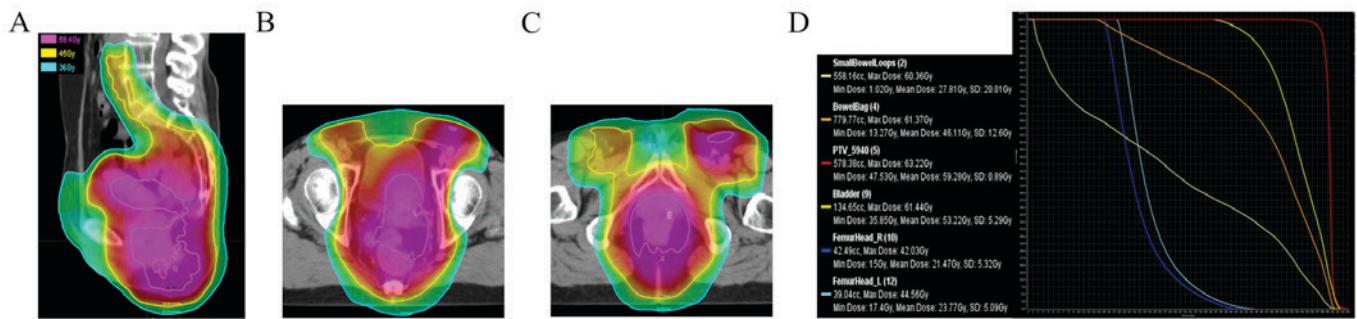 A
B
C
D
59.4Gy
45Gy
36Gy
SmallBowelLoops (2)
558.16cc, Max Dose: 60.36Gy
Min Dose: 1.02Gy, Mean Dose: 27.81Gy, SD: 20.01Gy
BowelBag (4)
779.77cc, Max Dose: 61.37Gy
Min Dose: 13.27Gy, Mean Dose: 46.11Gy, SD: 12.6Gy
PTV_5940 (5)
578.38cc, Max Dose: 63.22Gy
Min Dose: 47.53Gy, Mean Dose: 59.28Gy, SD: 0.89Gy
Bladder (9)
134.65cc, Max Dose: 61.44Gy
Min Dose: 35.85Gy, Mean Dose: 53.22Gy, SD: 5.29Gy
FemurHead_R (10)
42.49cc, Max Dose: 42.03Gy
Min Dose: 15Gy, Mean Dose: 21.47Gy, SD: 5.32Gy
FemurHead_L (12)
39.04cc, Max Dose: 44.56Gy
Min Dose: 17.4Gy, Mean Dose: 23.77Gy, SD: 5.09Gy